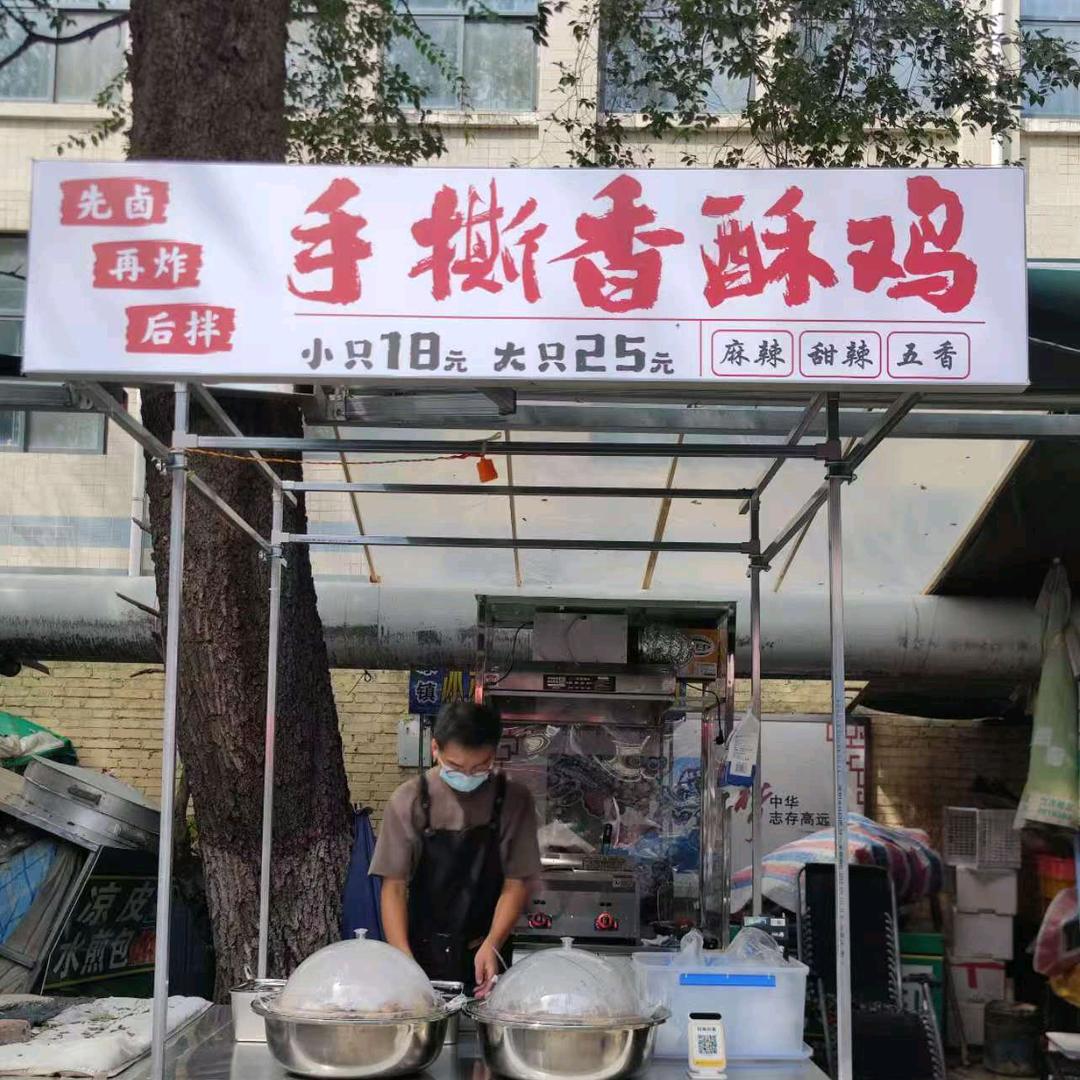 先卤
再炸
后拌
手撕香酥鸡
小只18元 大只25元
麻辣 甜辣 五香
镇
中华
志存高远
凉皮
水煎包